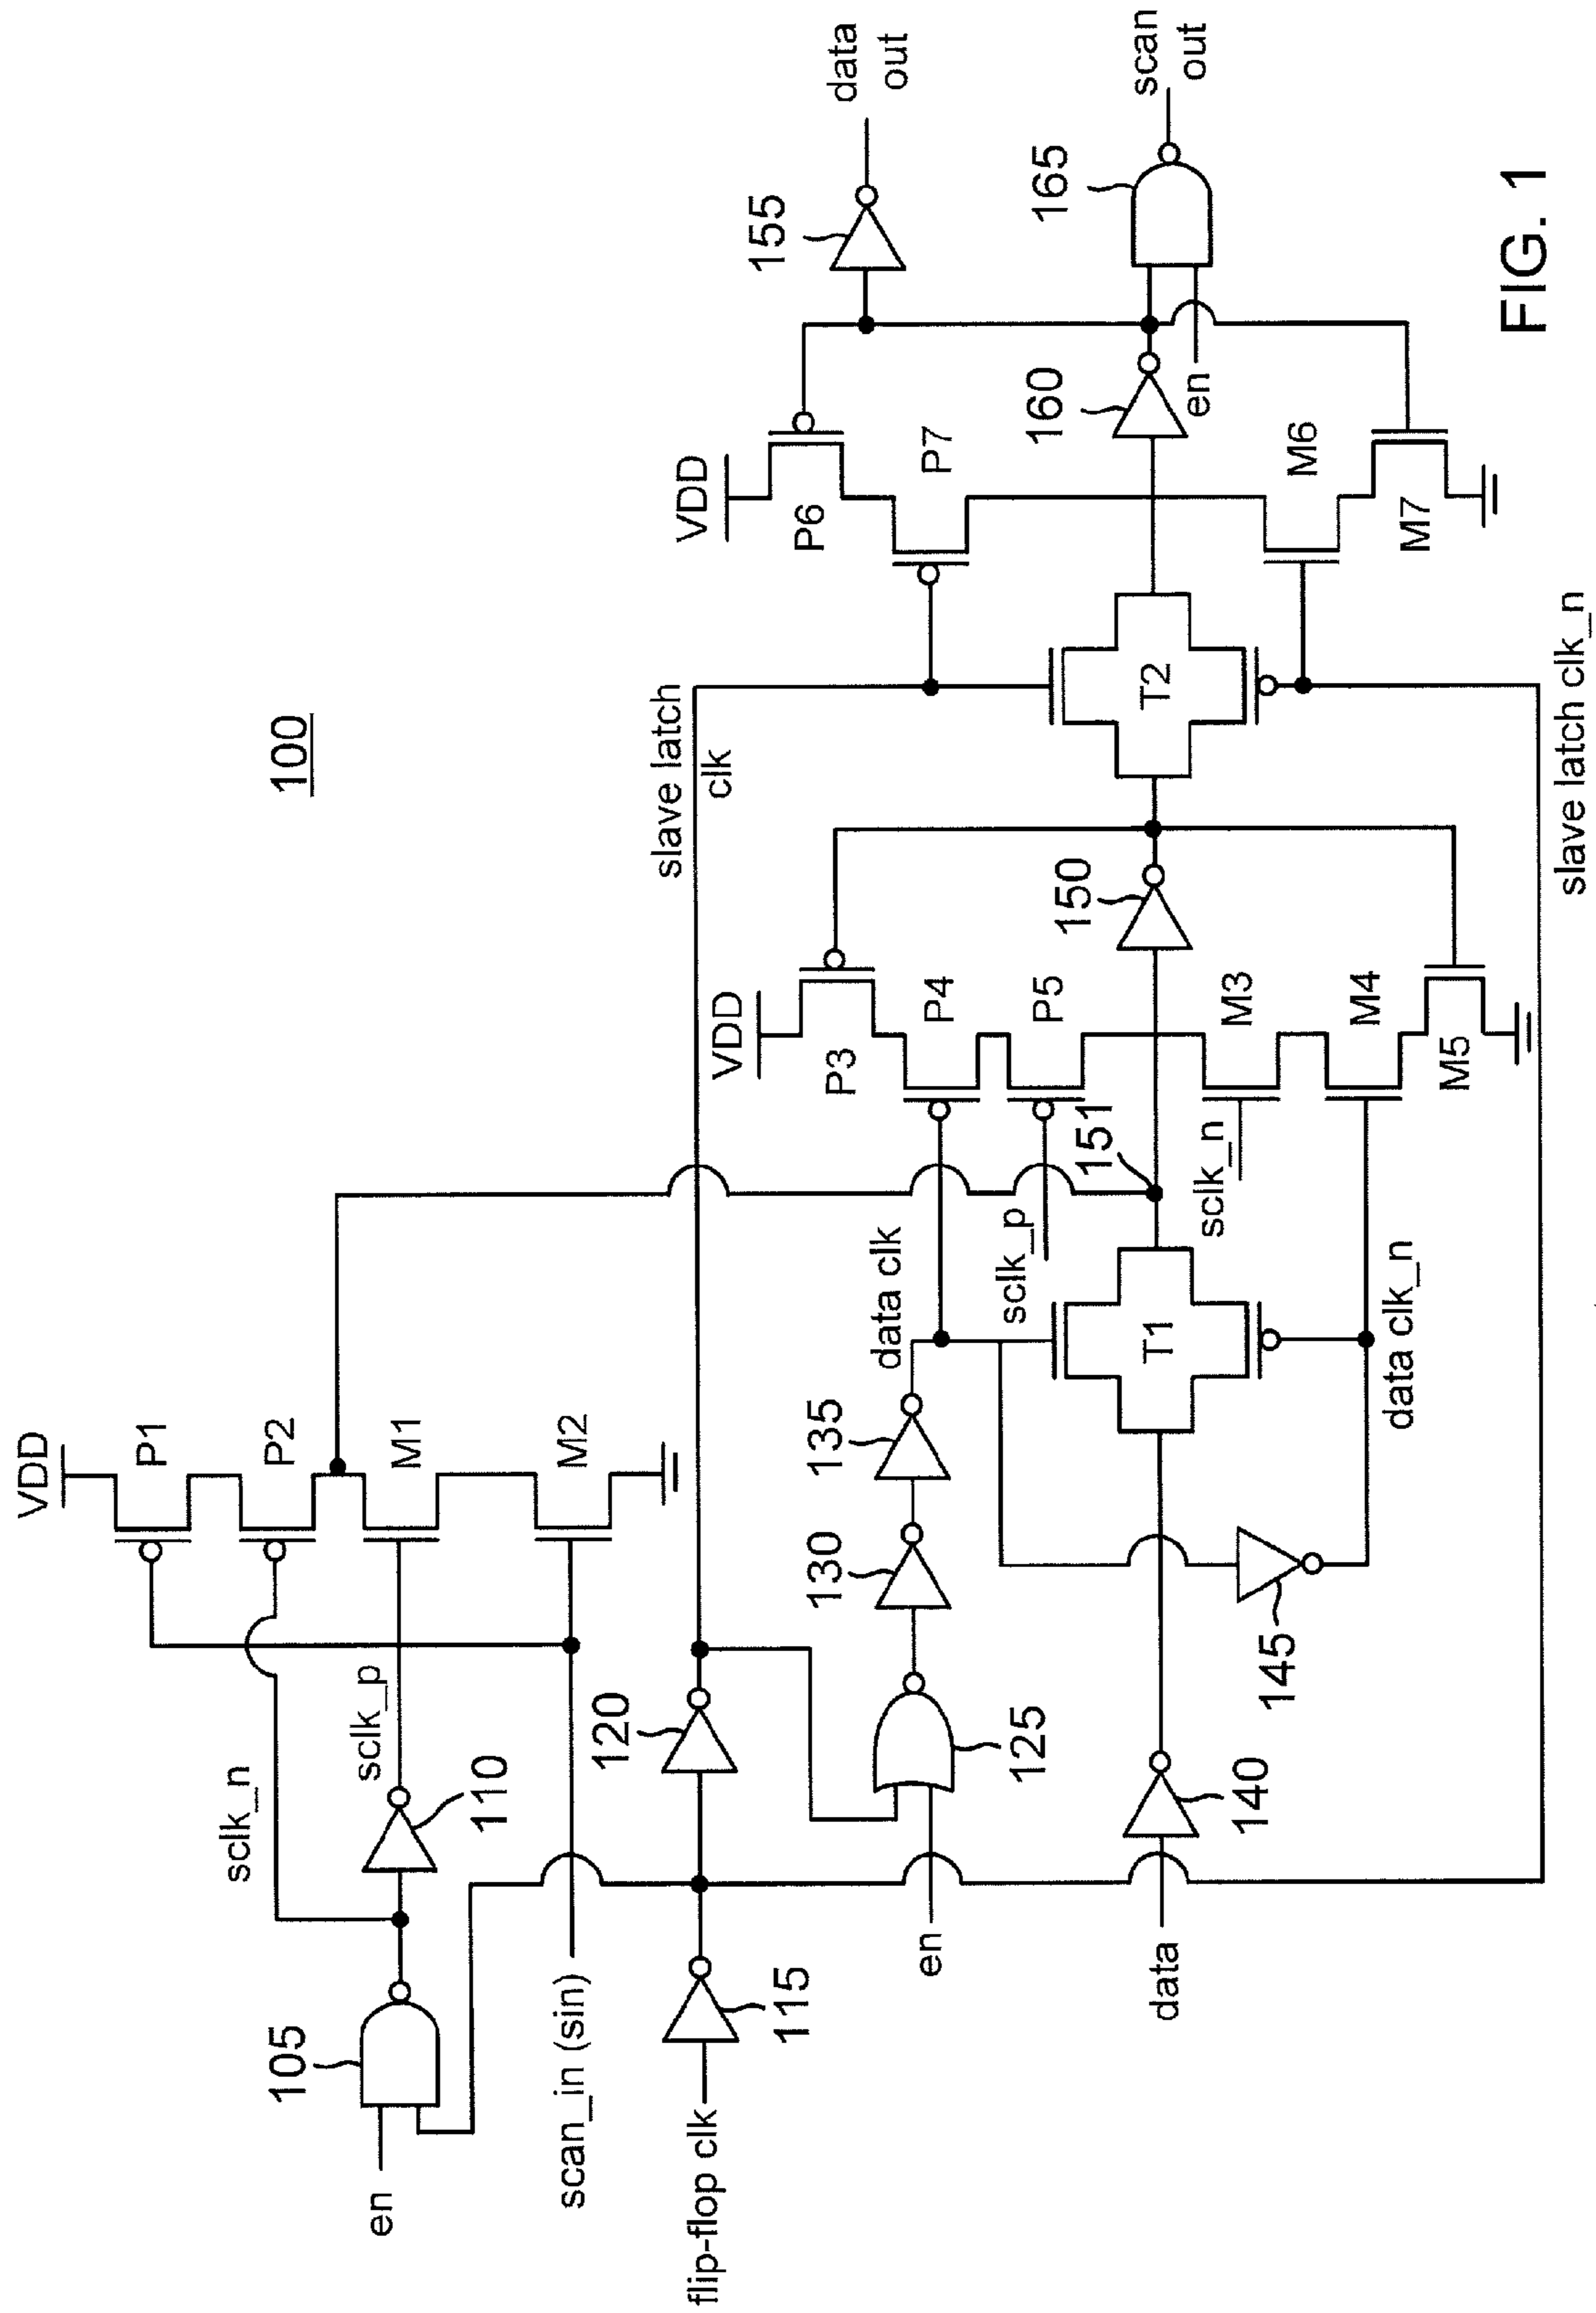 100
VDD
P1
P2
M1
M2
sclk_n
sclk_p
105
en
110
scan_in (sin)
flip-flop clk
115
120
slave latch
clk
en
125
130
135
data clk
data
140
145
T1
data clk_n
sclk_p
sclk_n
151
VDD
P3
P4
P5
M3
M4
M5
150
T2
slave latch clk_n
VDD
P6
P7
M6
M7
160
en
155
data
out
165
scan
out
FIG. 1